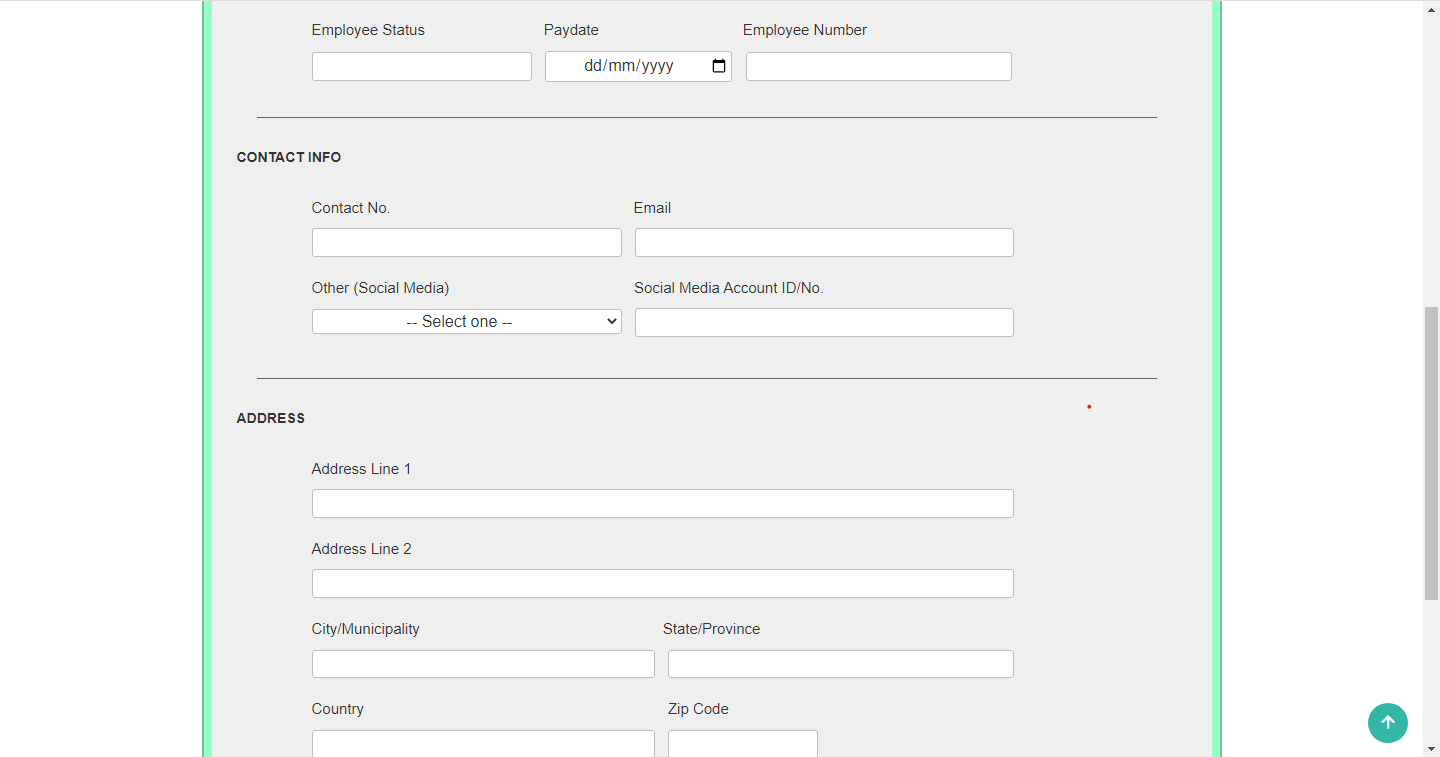 Employee Status Paydate Employee Number
dd/mm/yyyy
CONTACT INFO
Contact No. Email
Other (Social Media) Social Media Account ID/No.
-- Select one --
ADDRESS
Address Line 1
Address Line 2
City/Municipality State/Province
Country Zip Code